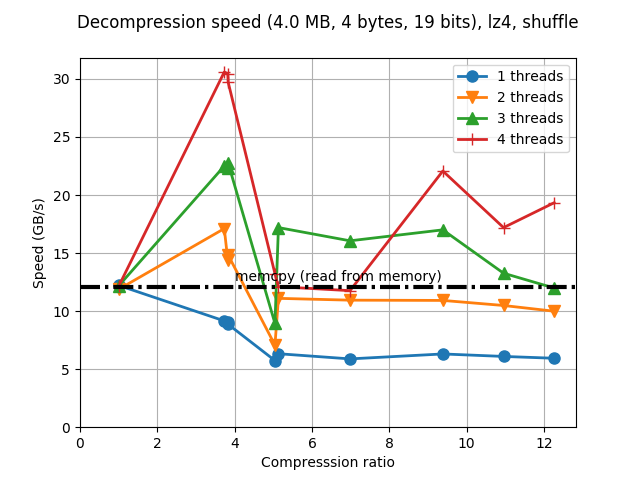 Decompression speed (4.0 MB, 4 bytes, 19 bits), lz4, shuffle
30
25
20
15
10
5
0
Speed (GB/s)
1 threads
2 threads
3 threads
4 threads
memcpy (read from memory)
0 2 4 6 8 10 12
Compresssion ratio